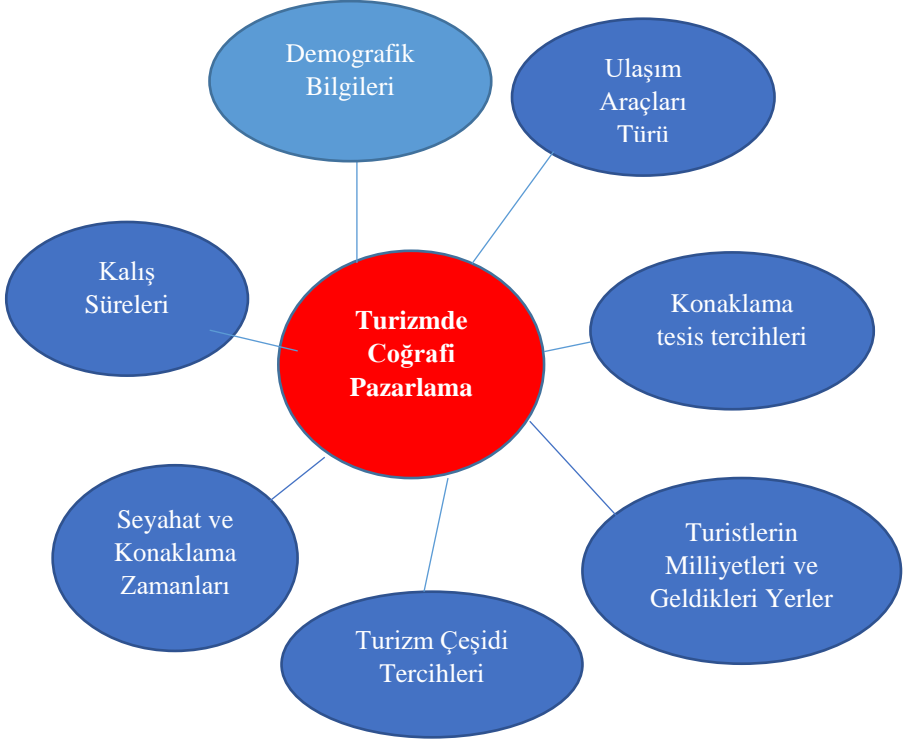 Demografik
Bilgileri
Ulaşım
Araçları
Türü
Kalış
Süreleri
Turizmde
Coğrafi
Pazarlama
Konaklama
tesis tercihleri
Seyahat ve
Konaklama
Zamanları
Turistlerin
Milliyetleri ve
Geldikleri Yerler
Turizm Çeşidi
Tercihleri